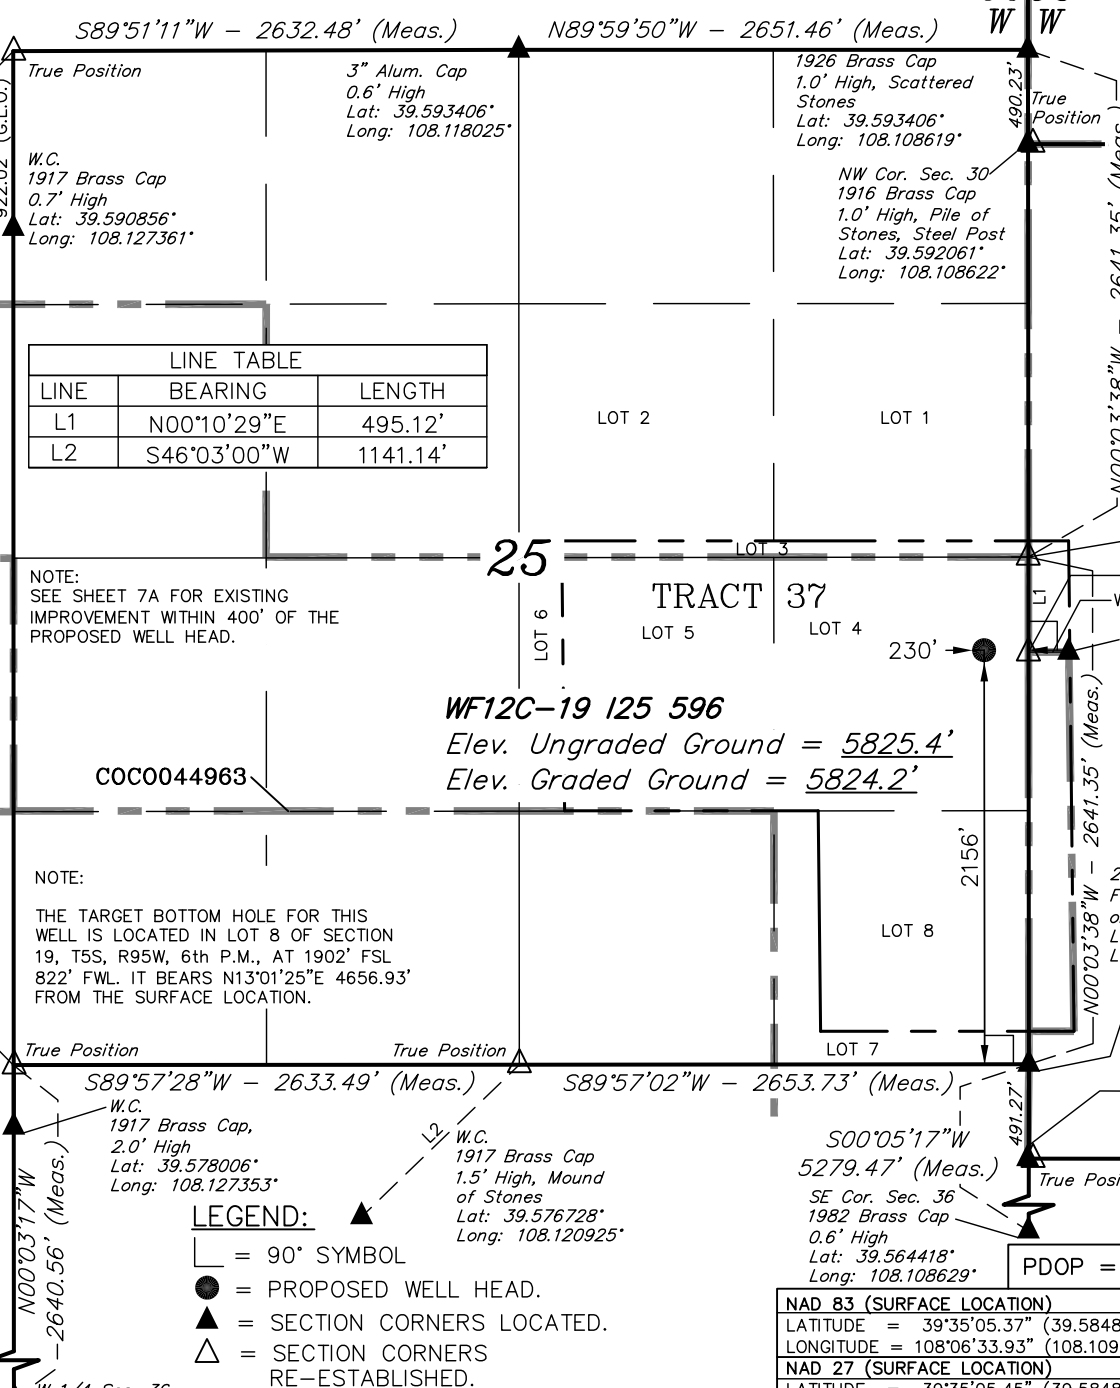 W W
S89°51'11"W – 2632.48' (Meas.)
N89°59'50"W – 2651.46' (Meas.)
True Position
3" Alum. Cap
0.6' High
Lat: 39.593406°
Long: 108.118025°
1926 Brass Cap
1.0' High, Scattered
Stones
Lat: 39.593406°
Long: 108.108619°
490.23'
True
Position
W.C.
1917 Brass Cap
0.7' High
Lat: 39.590856°
Long: 108.127361°
NW Cor. Sec. 30
1916 Brass Cap
1.0' High, Pile of
Stones, Steel Post
Lat: 39.592061°
Long: 108.108622°
N00°03'38"W – 2641.35' (Meas.)
LINE TABLE
LINE BEARING LENGTH
L1 N00°10'29"E 495.12'
L2 S46°03'00"W 1141.14'
LOT 2
LOT 1
25
LOT 3
TRACT 37
NOTE:
SEE SHEET 7A FOR EXISTING
IMPROVEMENT WITHIN 400' OF THE
PROPOSED WELL HEAD.
LOT 6
LOT 5
LOT 4
L1
W
230'
WF12C–19 I25 596
Elev. Ungraded Ground = 5825.4'
Elev. Graded Ground = 5824.2'
COC0044963
2156'
N00°03'38"W – 2641.35' (Meas.)
NOTE:
THE TARGET BOTTOM HOLE FOR THIS
WELL IS LOCATED IN LOT 8 OF SECTION
19, T5S, R95W, 6th P.M., AT 1902' FSL
822' FWL. IT BEARS N13°01'25"E 4656.93'
FROM THE SURFACE LOCATION.
LOT 8
LOT 7
True Position
True Position
S89°57'28"W – 2633.49' (Meas.)
S89°57'02"W – 2653.73' (Meas.)
W.C.
1917 Brass Cap,
2.0' High
Lat: 39.578006°
Long: 108.127353°
L2
W.C.
1917 Brass Cap
1.5' High, Mound
of Stones
Lat: 39.576728°
Long: 108.120925°
491.27'
S00°05'17"W
5279.47' (Meas.)
SE Cor. Sec. 36
1982 Brass Cap
0.6' High
Lat: 39.564418°
Long: 108.108629°
True Posi
N00°03'17"W
2640.56' (Meas.)
LEGEND:
= 90° SYMBOL
= PROPOSED WELL HEAD.
= SECTION CORNERS LOCATED.
= SECTION CORNERS
RE–ESTABLISHED.
PDOP =
NAD 83 (SURFACE LOCATION)
LATITUDE = 39°35'05.37" (39.5848
LONGITUDE = 108°06'33.93" (108.109
NAD 27 (SURFACE LOCATION)